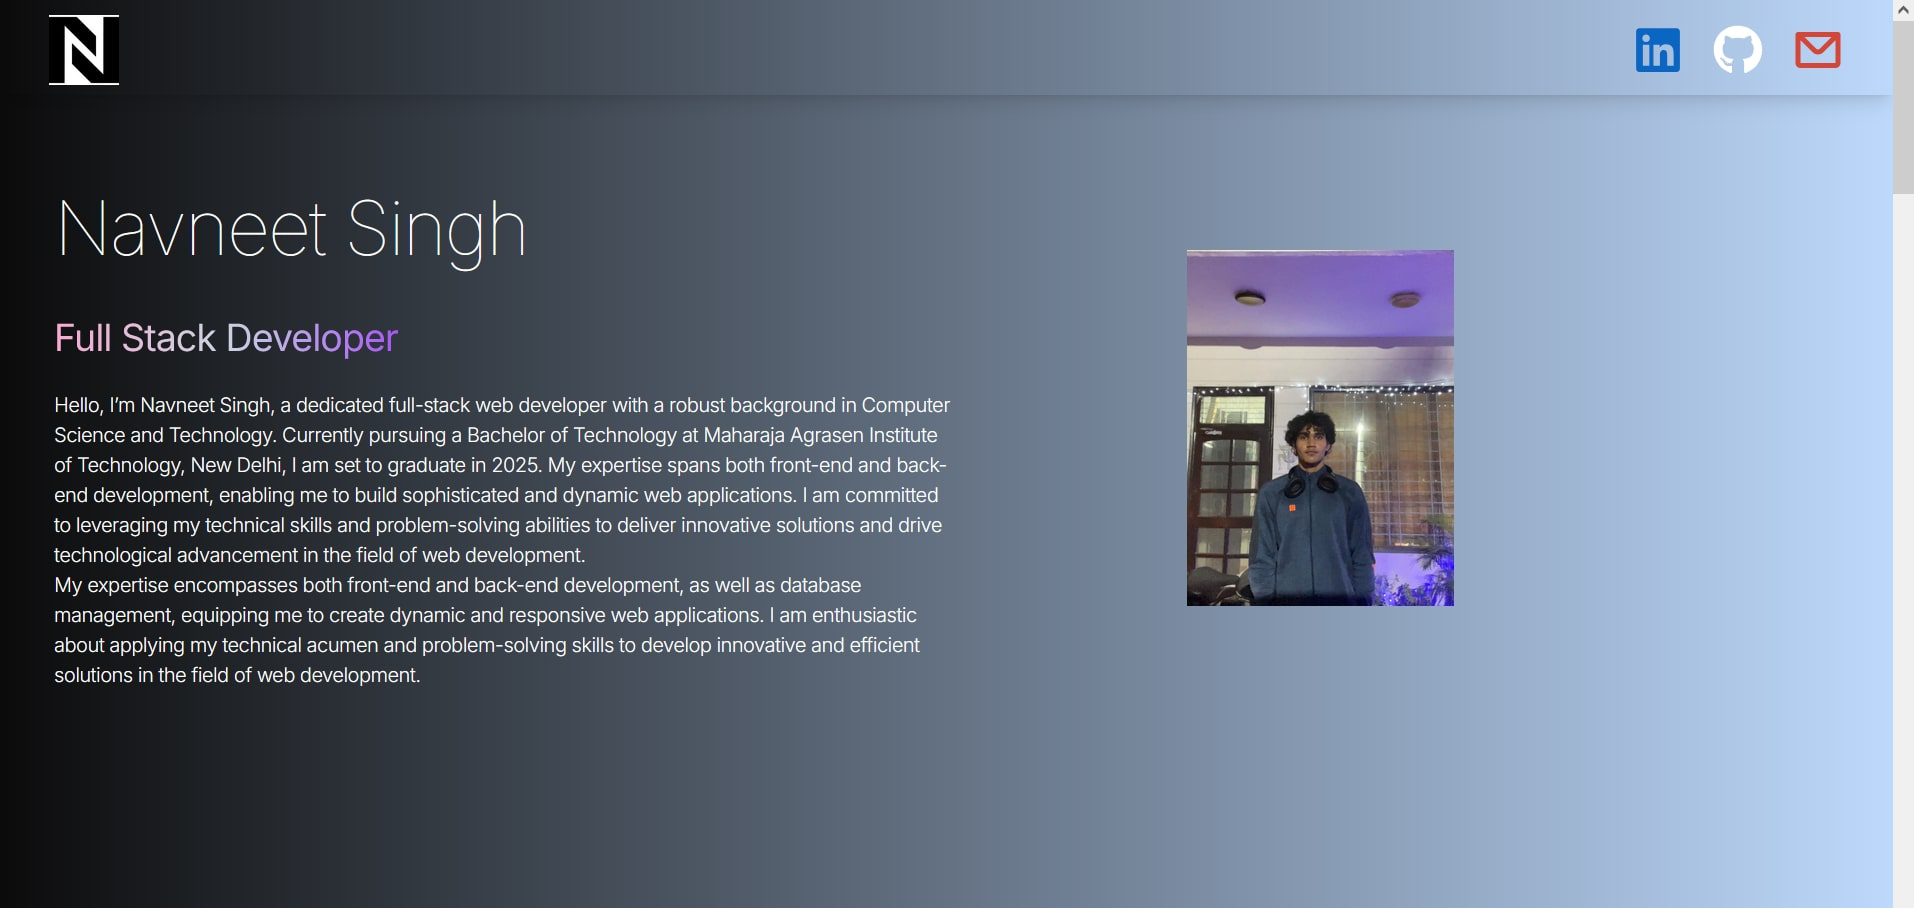 N
in
Navneet Singh
Full Stack Developer
Hello, I’m Navneet Singh, a dedicated full-stack web developer with a robust background in Computer
Science and Technology. Currently pursuing a Bachelor of Technology at Maharaja Agrasen Institute
of Technology, New Delhi, I am set to graduate in 2025. My expertise spans both front-end and back-
end development, enabling me to build sophisticated and dynamic web applications. I am committed
to leveraging my technical skills and problem-solving abilities to deliver innovative solutions and drive
technological advancement in the field of web development.
My expertise encompasses both front-end and back-end development, as well as database
management, equipping me to create dynamic and responsive web applications. I am enthusiastic
about applying my technical acumen and problem-solving skills to develop innovative and efficient
solutions in the field of web development.